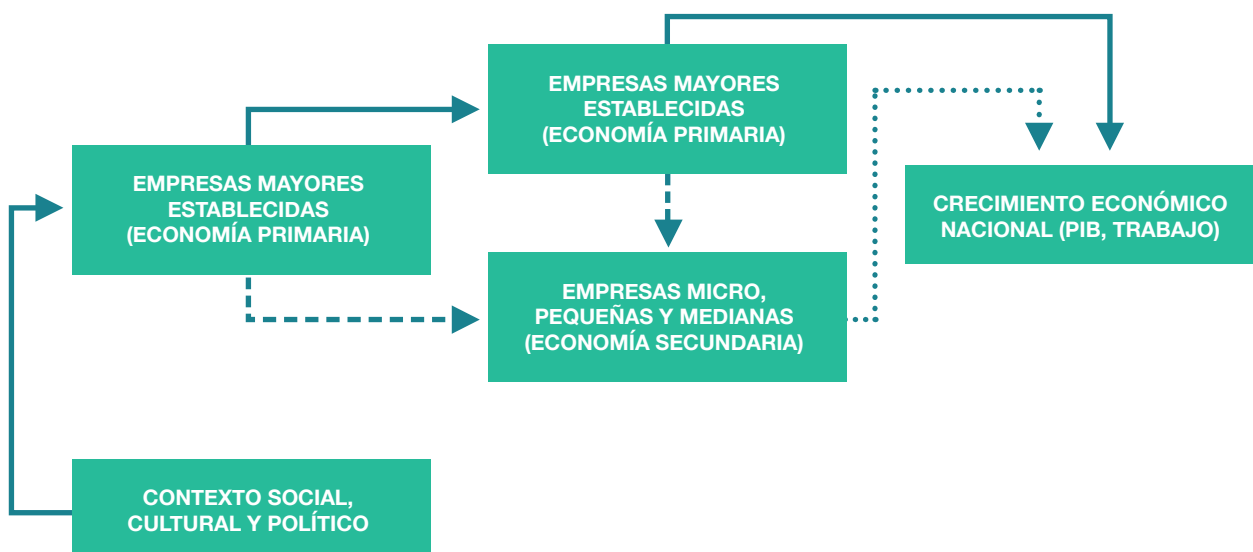 EMPRESAS MAYORES
ESTABLECIDAS
(ECONOMÍA PRIMARIA)
EMPRESAS MAYORES
ESTABLECIDAS
(ECONOMÍA PRIMARIA)
CRECIMIENTO ECONÓMICO
NACIONAL (PIB, TRABAJO)
EMPRESAS MICRO,
PEQUEÑAS Y MEDIANAS
(ECONOMÍA SECUNDARIA)
CONTEXTO SOCIAL,
CULTURAL Y POLÍTICO